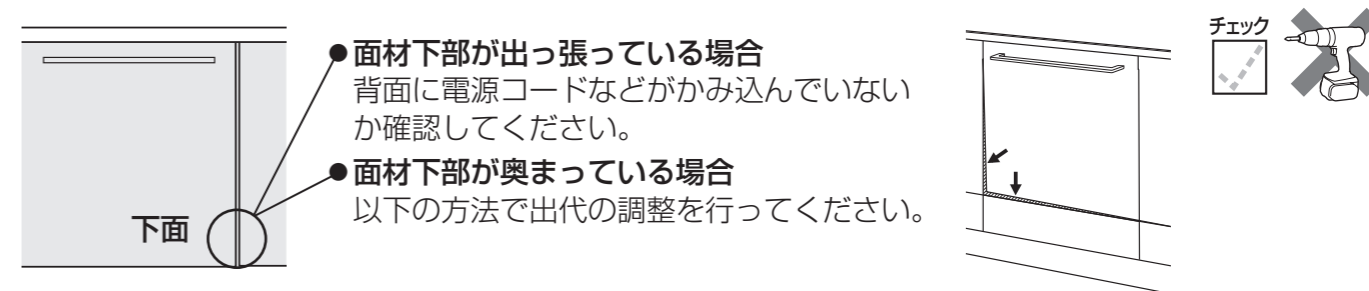 ●面材下部が出っ張っている場合
背面に電源コードなどがかみ込んでいない
か確認してください。
●面材下部が奥まっている場合
以下の方法で出代の調整を行ってください。
下面
チェック